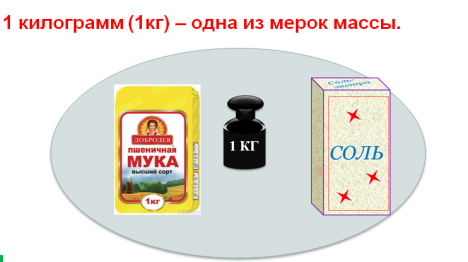 1 килограмм (1кг) – одна из мерок массы.
ДОБРОДЕЯ
пшеничная
МУКА
высший сорт
1кг
1 КГ
Соль
экстра
СОЛЬ